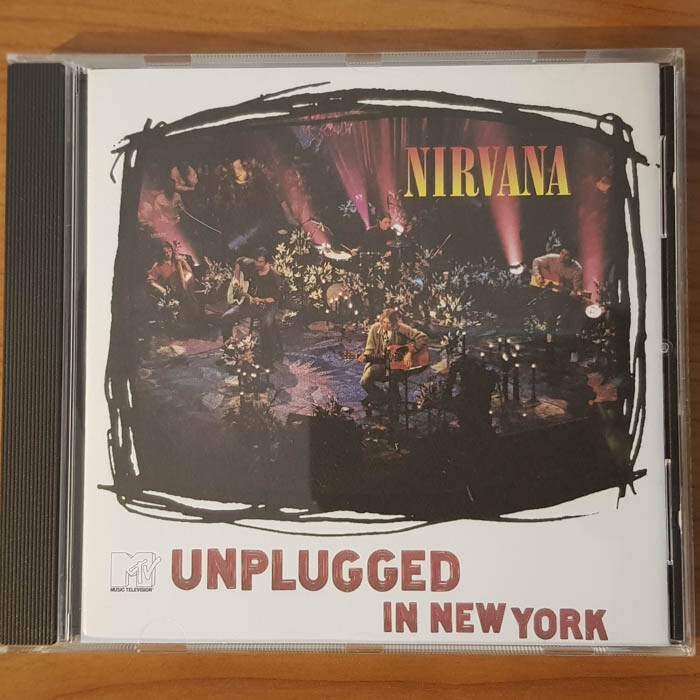 NIRVANA
MTV
MUSIC TELEVISION®
UNPLUGGED
IN NEW YORK